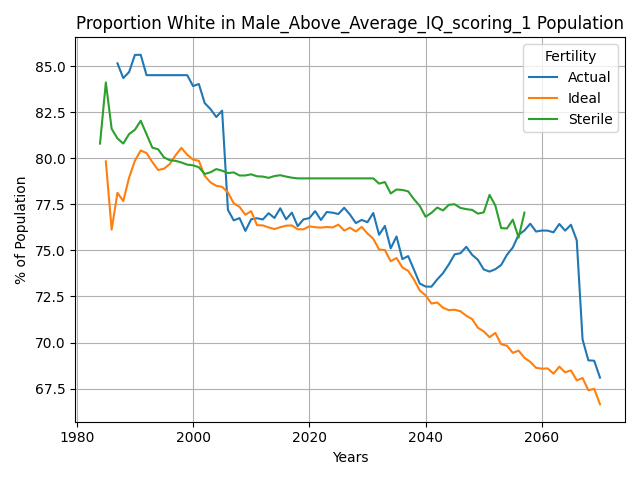 Proportion White in Male_Above_Average_IQ_scoring_1 Population
Fertility
Actual
Ideal
Sterile
% of Population
85.0
82.5
80.0
77.5
75.0
72.5
70.0
67.5
1980 2000 2020 2040 2060
Years